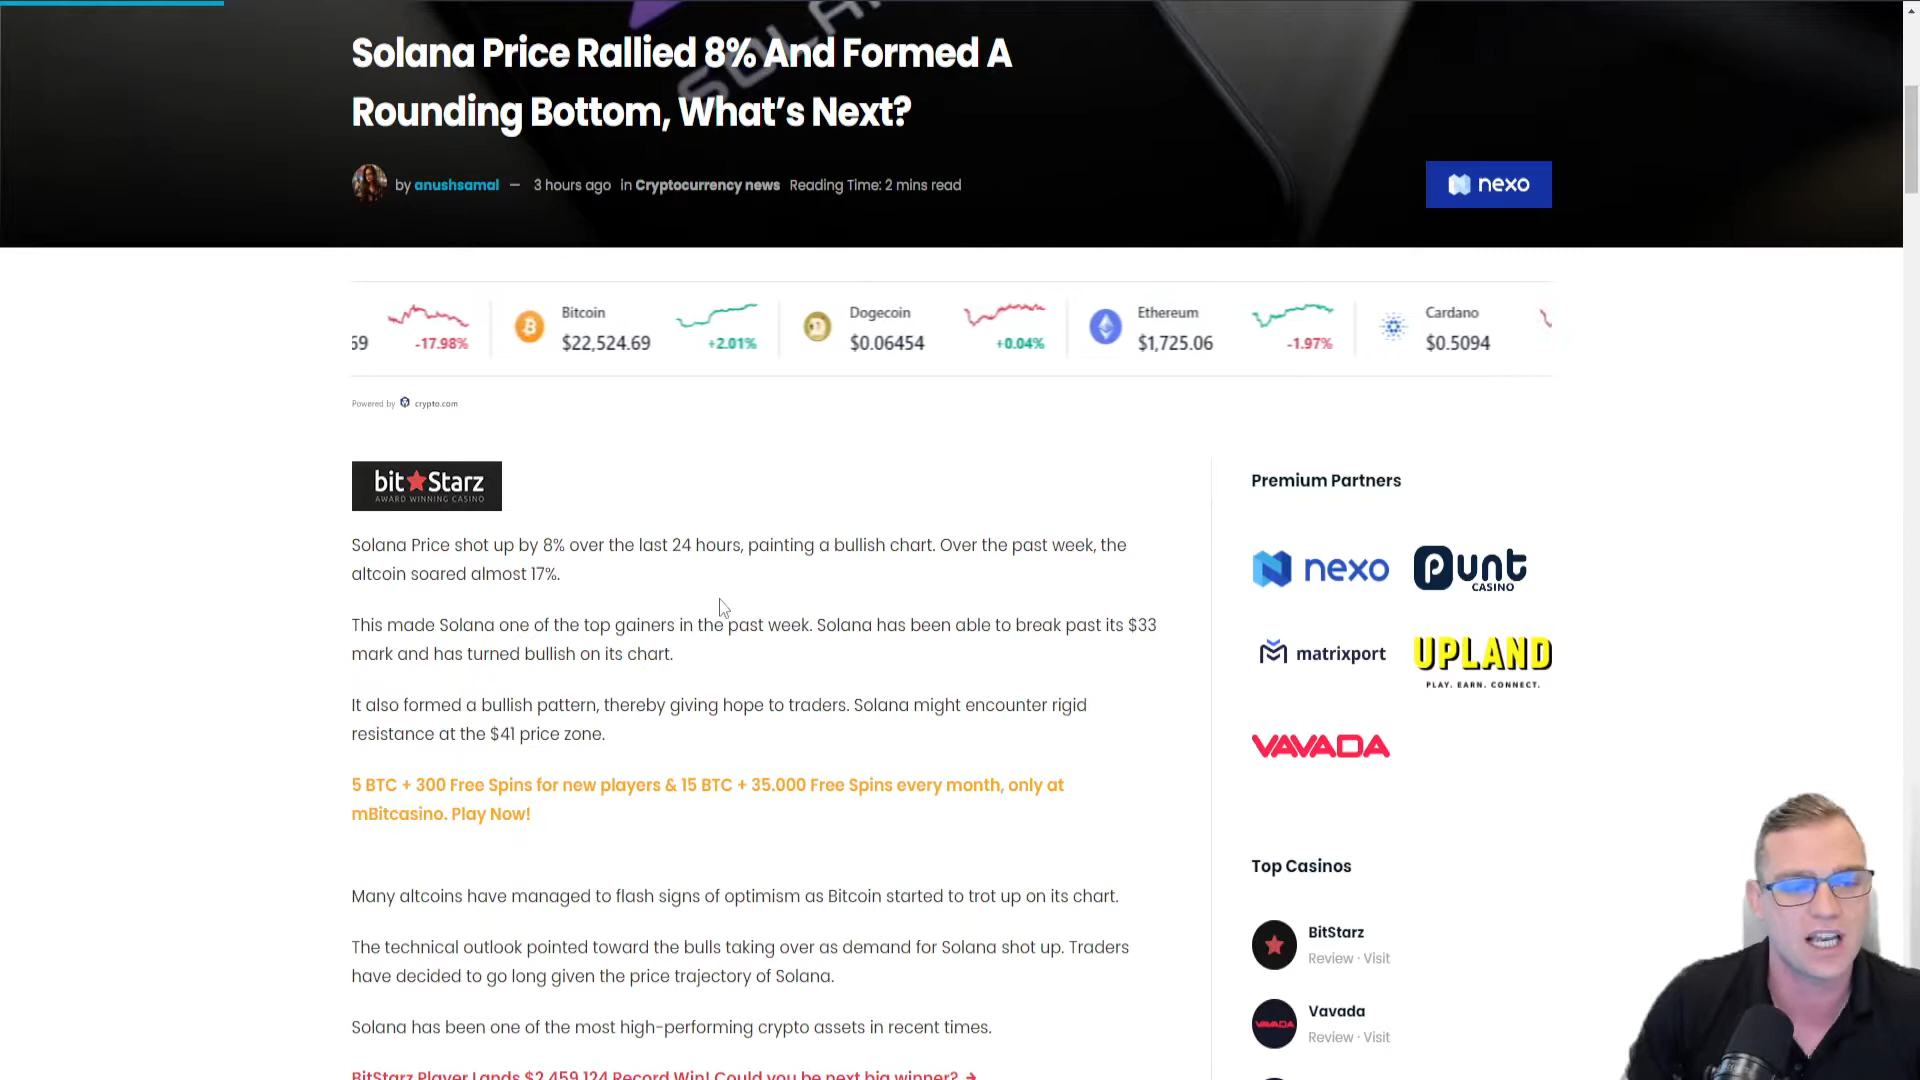 SOLANA
Solana Price Rallied 8% And Formed A
Rounding Bottom, What's Next?
by anushsamal — 3 hours ago in Cryptocurrency news Reading Time: 2 mins read
nexo
59 -17.98%
Bitcoin
$22,524.69 +2.01%
Dogecoin
$0.06454 +0.04%
Ethereum
$1,725.06 -1.97%
Cardano
$0.5094
Powered by crypto.com
bit Starz
AWARD WINNING CASINO
Solana Price shot up by 8% over the last 24 hours, painting a bullish chart. Over the past week, the
altcoin soared almost 17%.
This made Solana one of the top gainers in the past week. Solana has been able to break past its $33
mark and has turned bullish on its chart.
It also formed a bullish pattern, thereby giving hope to traders. Solana might encounter rigid
resistance at the $41 price zone.
5 BTC + 300 Free Spins for new players & 15 BTC + 35.000 Free Spins every month, only at
mBitcasino. Play Now!
Many altcoins have managed to flash signs of optimism as Bitcoin started to trot up on its chart.
The technical outlook pointed toward the bulls taking over as demand for Solana shot up. Traders
have decided to go long given the price trajectory of Solana.
Solana has been one of the most high-performing crypto assets in recent times.
BitStarz Player Lands $2,459,124 Record Win! Could you be next big winner? →
Premium Partners
nexo
punt
CASINO
matrixport
UPLAND
PLAY. EARN. CONNECT.
VAVADA
Top Casinos
BitStarz
Review · Visit
VAVADA
Vavada
Review · Visit